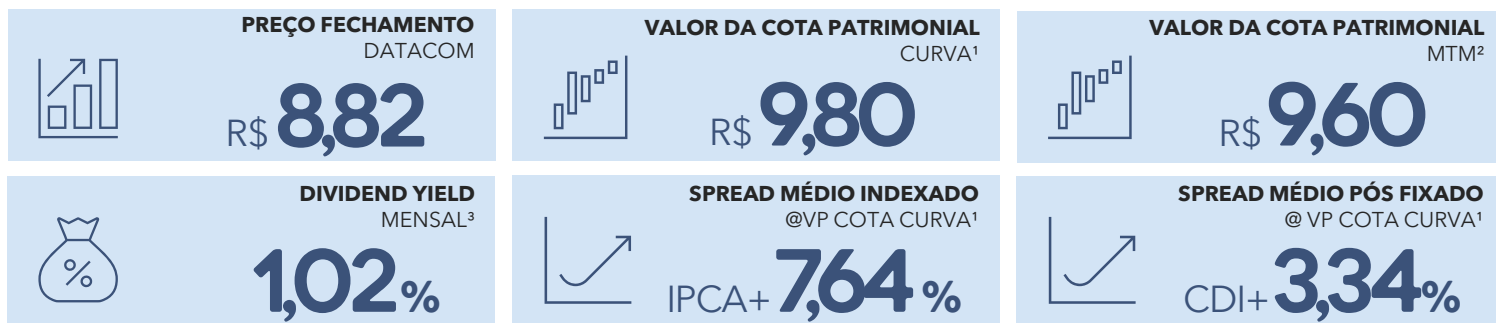 PREÇO FECHAMENTO
DATACOM
R$ 8,82
VALOR DA COTA PATRIMONIAL
CURVA¹
R$ 9,80
VALOR DA COTA PATRIMONIAL
MTM²
R$ 9,60
DIVIDEND YIELD
MENSAL³
%
1,02%
SPREAD MÉDIO INDEXADO
@VP COTA CURVA¹
IPCA+ 7,64 %
SPREAD MÉDIO PÓS FIXADO
@ VP COTA CURVA¹
CDI+ 3,34%